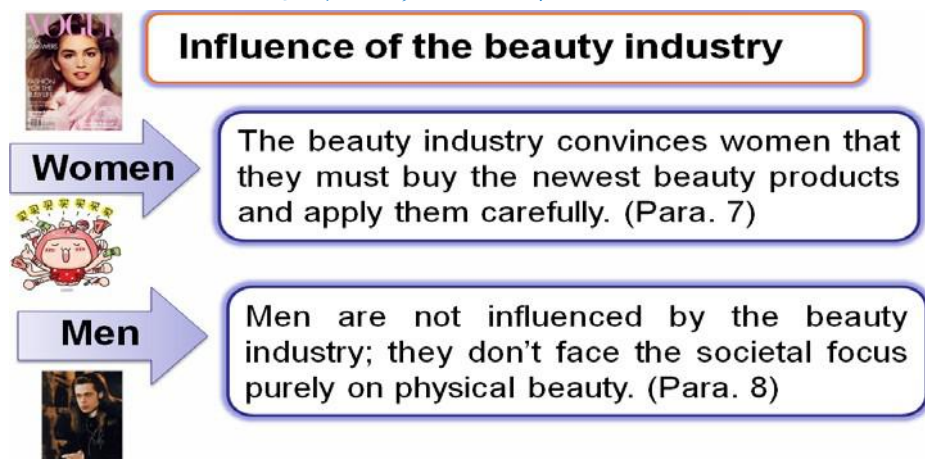 VOGUE
Influence of the beauty industry
Women
The beauty industry convinces women that
they must buy the newest beauty products
and apply them carefully. (Para. 7)
Men
Men are not influenced by the beauty
industry; they don't face the societal focus
purely on physical beauty. (Para. 8)